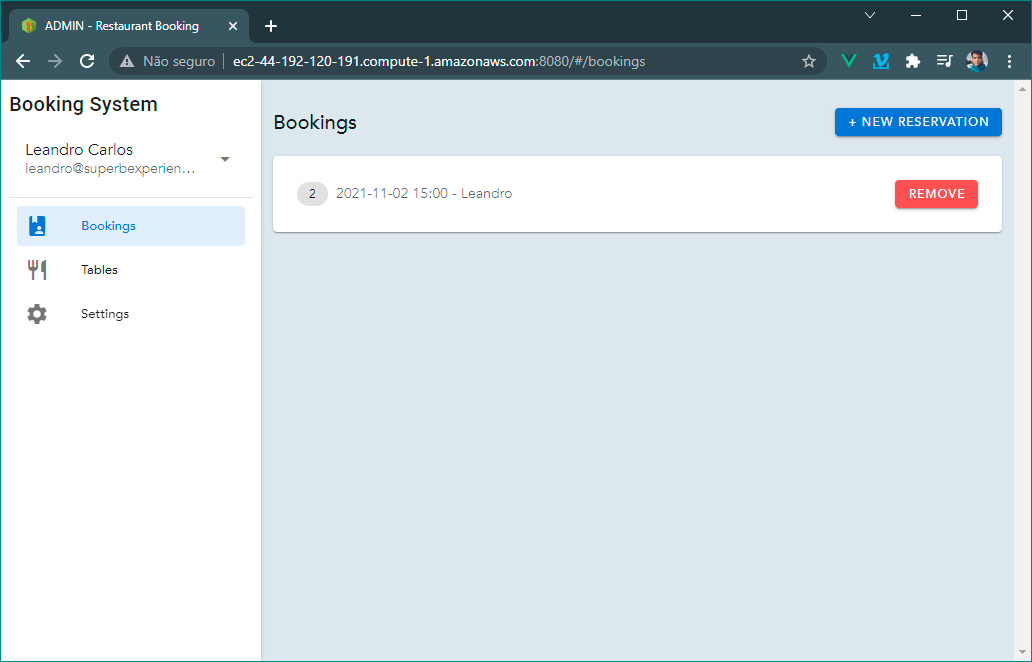 ADMIN - Restaurant Booking
Não seguro
ec2-44-192-120-191.compute-1.amazonaws.com:8080/#/bookings
Booking System
Leandro Carlos
leandro@superbexperien…
Bookings
Tables
Settings
Bookings
+ NEW RESERVATION
2
2021-11-02 15:00 - Leandro
REMOVE